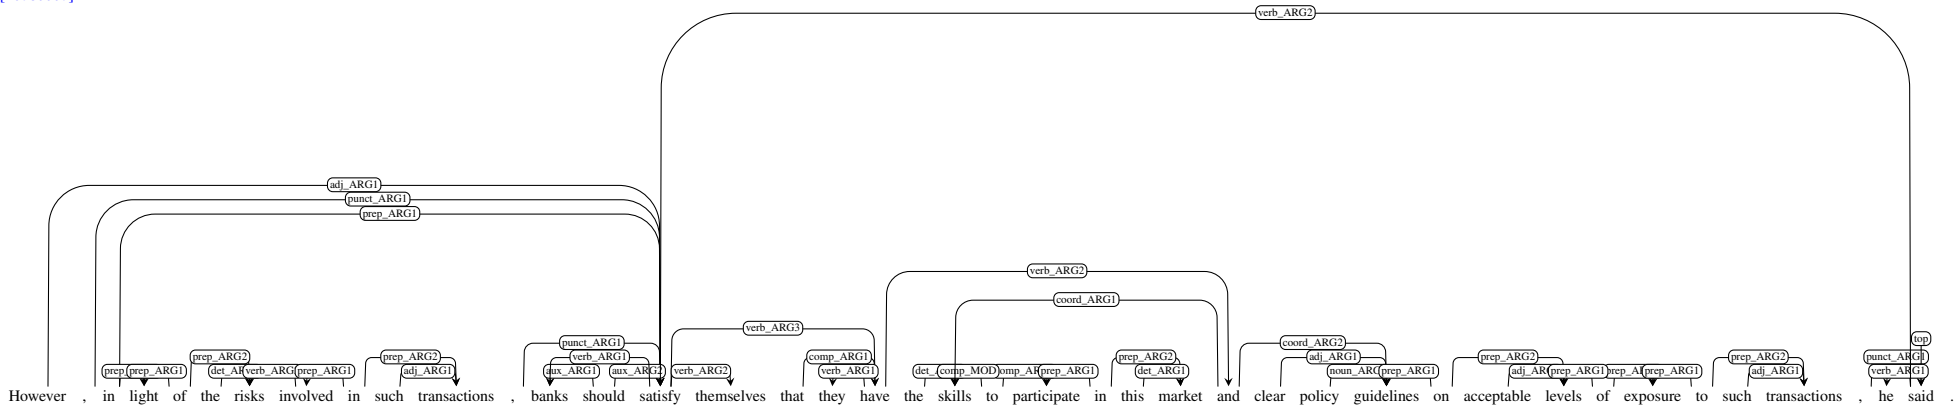 verb_ARG2
adj_ARG1
punct_ARG1
prep_ARG1
verb_ARG2
coord_ARG1
verb_ARG3
top
punct_ARG1 coord_ARG2
prep_ARG2 prep_ARG2 verb_ARG1 comp_ARG1 prep_ARG2 adj_ARG1 prep_ARG2 prep_ARG2 punct_ARG1
prep_ARG1 prep_ARG1 adj_ARG1 aux_ARG1 aux_ARG2 verb_ARG2 verb_ARG1 comp_MOD prep_ARG1 det_ARG1 prep_ARG1 prep_ARG1 prep_ARG1 adj_ARG1 verb_ARG1
However , in light of the risks involved in such transactions , banks should satisfy themselves that they have the skills to participate in this market and clear policy guidelines on acceptable levels of exposure to such transactions , he said .